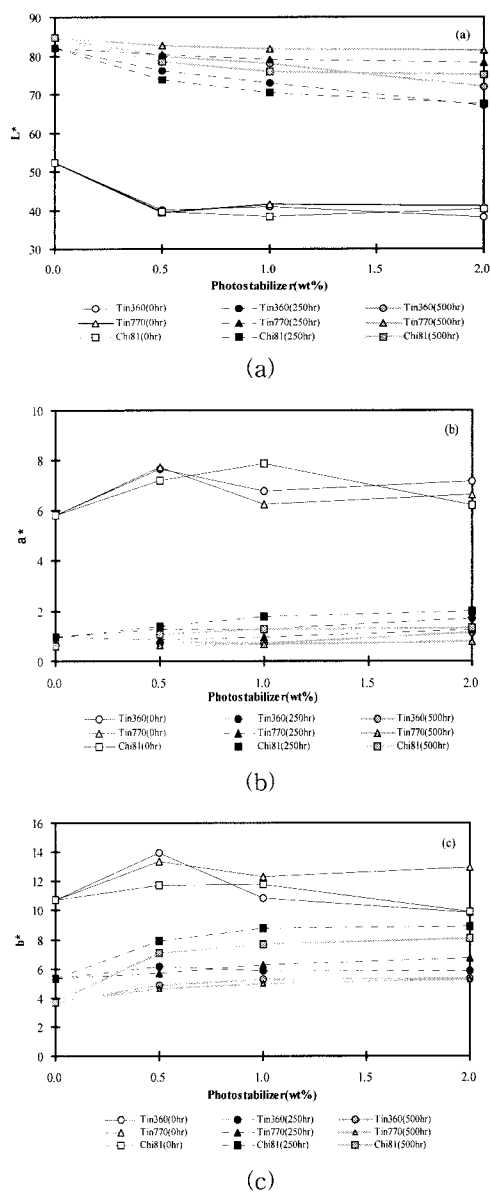 (a)
90
80
70
60
50
40
30
L*
0.0 0.5 1.0 1.5 2.0
Photostabilizer(wt%)
Tin360(0hr) Tin360(250hr) Tin360(500hr)
Tin770(0hr) Tin770(250hr) Tin770(500hr)
Chi81(0hr) Chi81(250hr) Chi81(500hr)
(a)
(b)
10
8
6
4
2
0
a*
0.0 0.5 1.0 1.5 2.0
Photostabilizer(wt%)
Tin360(0hr) Tin360(250hr) Tin360(500hr)
Tin770(0hr) Tin770(250hr) Tin770(500hr)
Chi81(0hr) Chi81(250hr) Chi81(500hr)
(b)
(c)
16
14
12
10
8
6
4
2
0
b*
0.0 0.5 1.0 1.5 2.0
Photostabilizer(wt%)
Tin360(0hr) Tin360(250hr) Tin360(500hr)
Tin770(0hr) Tin770(250hr) Tin770(500hr)
Chi81(0hr) Chi81(250hr) Chi81(500hr)
(c)